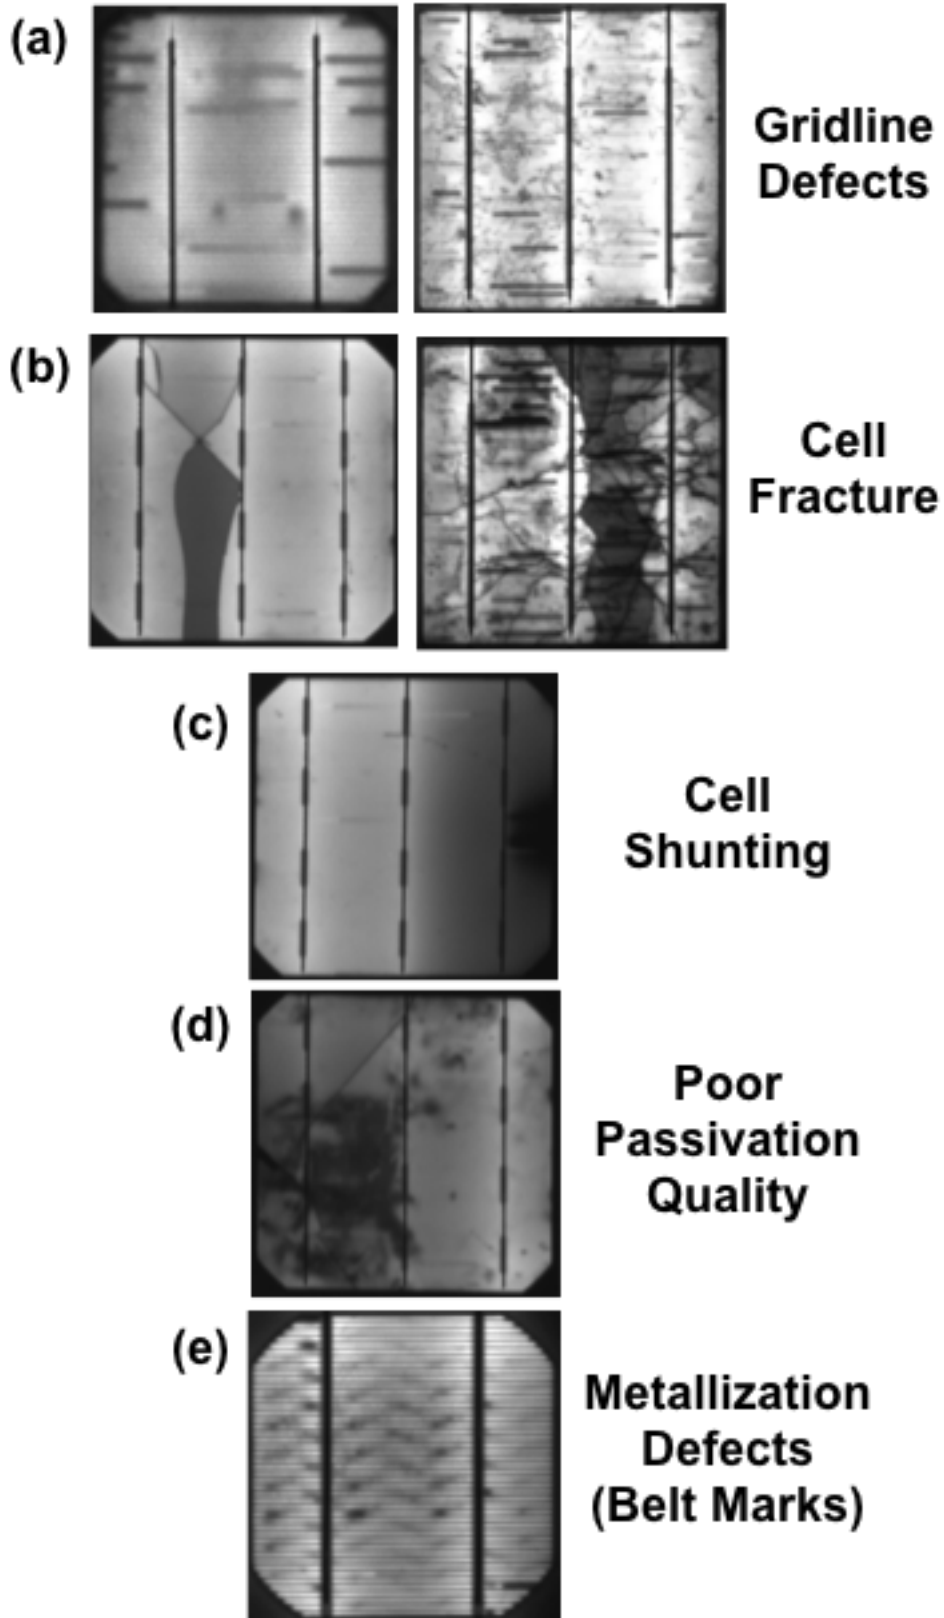 (a)
Gridline
Defects
(b)
Cell
Fracture
(c)
Cell
Shunting
(d)
Poor
Passivation
Quality
(e)
Metallization
Defects
(Belt Marks)